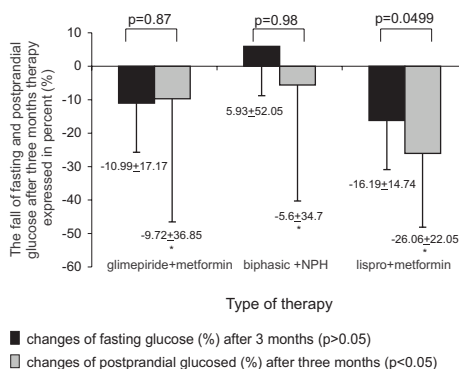 p=0.87
p=0.98
p=0.0499
The fall of fasting and postprandial
glucose after three months therapy
expressed in percent (%)
10
0
-10
-20
-30
-40
-50
-60
5.93±52.05
-10.99±17.17
-16.19±14.74
-9.72±36.85
*
-5.6±34.7
*
-26.06±22.05
*
glimepiride+metformin
biphasic +NPH
lispro+metformin
Type of therapy
changes of fasting glucose (%) after 3 months (p>0.05)
changes of postprandial glucosed (%) after three months (p<0.05)